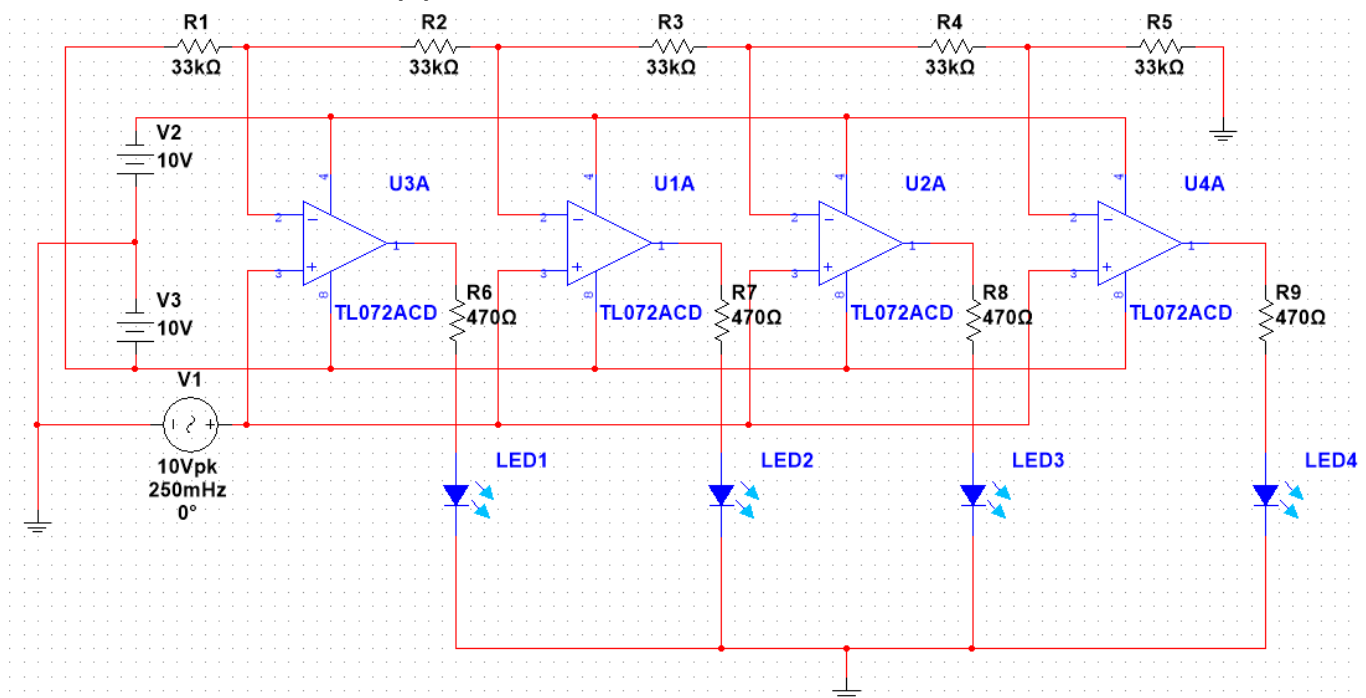 R1
R2
R3
R4
R5
33kΩ
33kΩ
33kΩ
33kΩ
33kΩ
V2
10V
4
4
4
4
U3A
U1A
U2A
U4A
2
2
2
2
1
1
1
1
3
3
3
3
V3
10V
8
8
8
8
TL072ACD
TL072ACD
TL072ACD
TL072ACD
R6
470Ω
R7
470Ω
R8
470Ω
R9
470Ω
V1
10Vpk
250mHz
0°
LED1
LED2
LED3
LED4